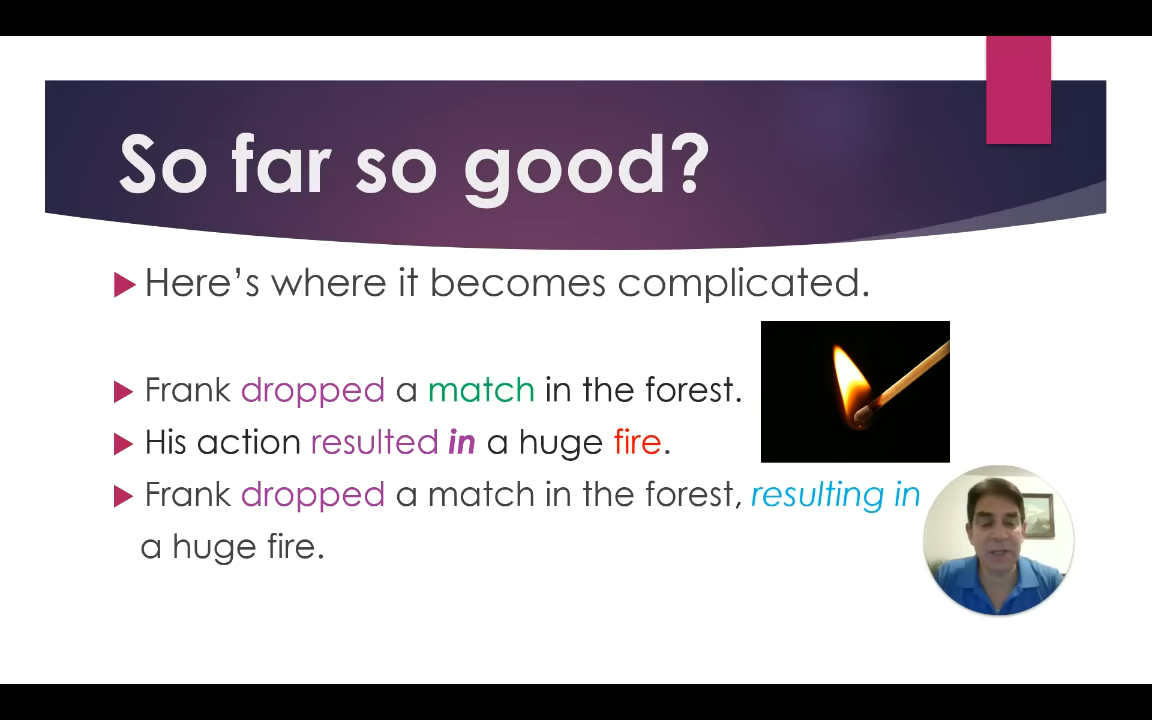 So far so good?
Here's where it becomes complicated.
Frank dropped a match in the forest.
His action resulted in a huge fire.
Frank dropped a match in the forest, resulting in
a huge fire.